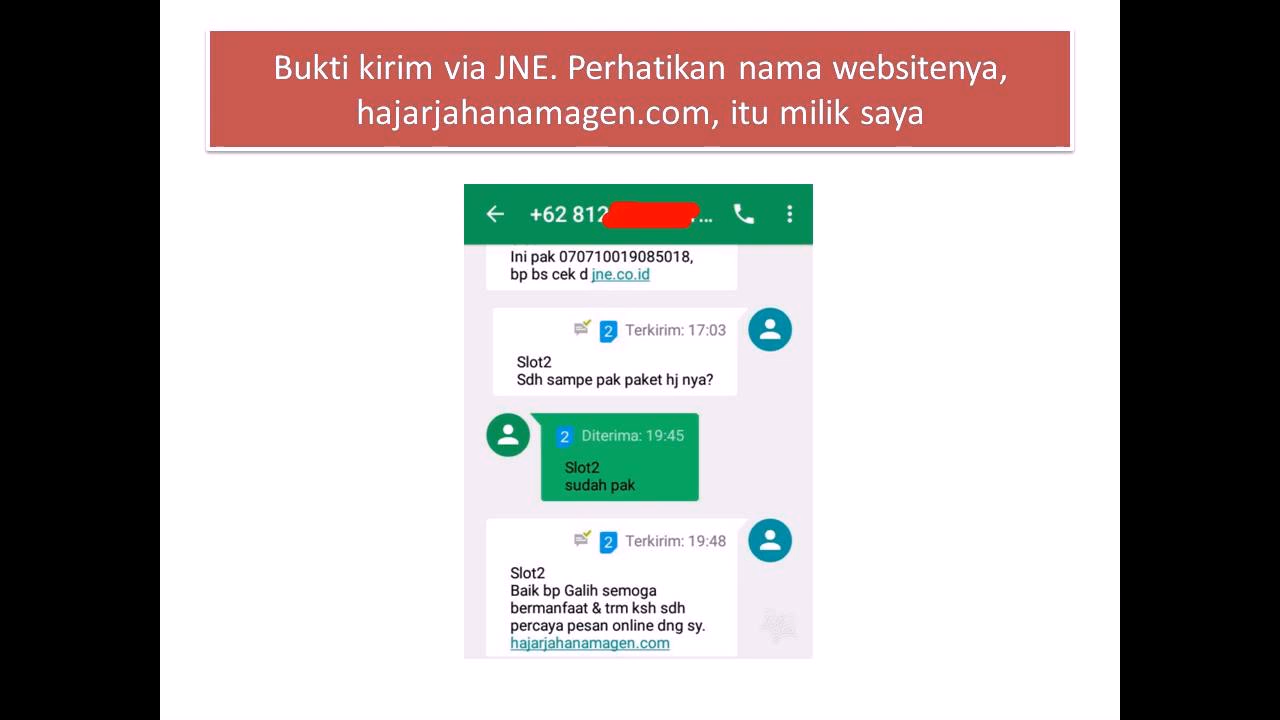 Bukti kirim via JNE. Perhatikan nama websitenya,
hajarjahanamagen.com, itu milik saya
+62 812
...
Ini pak 070710019085018,
bp bs cek d jne.co.id
2 Terkirim: 17:03
Slot2
Sdh sampe pak paket hj nya?
2 Diterima: 19:45
Slot2
sudah pak
2 Terkirim: 19:48
Slot2
Baik bp Galih semoga
bermanfaat & trm ksh sdh
percaya pesan online dng sy.
hajarjahanamagen.com